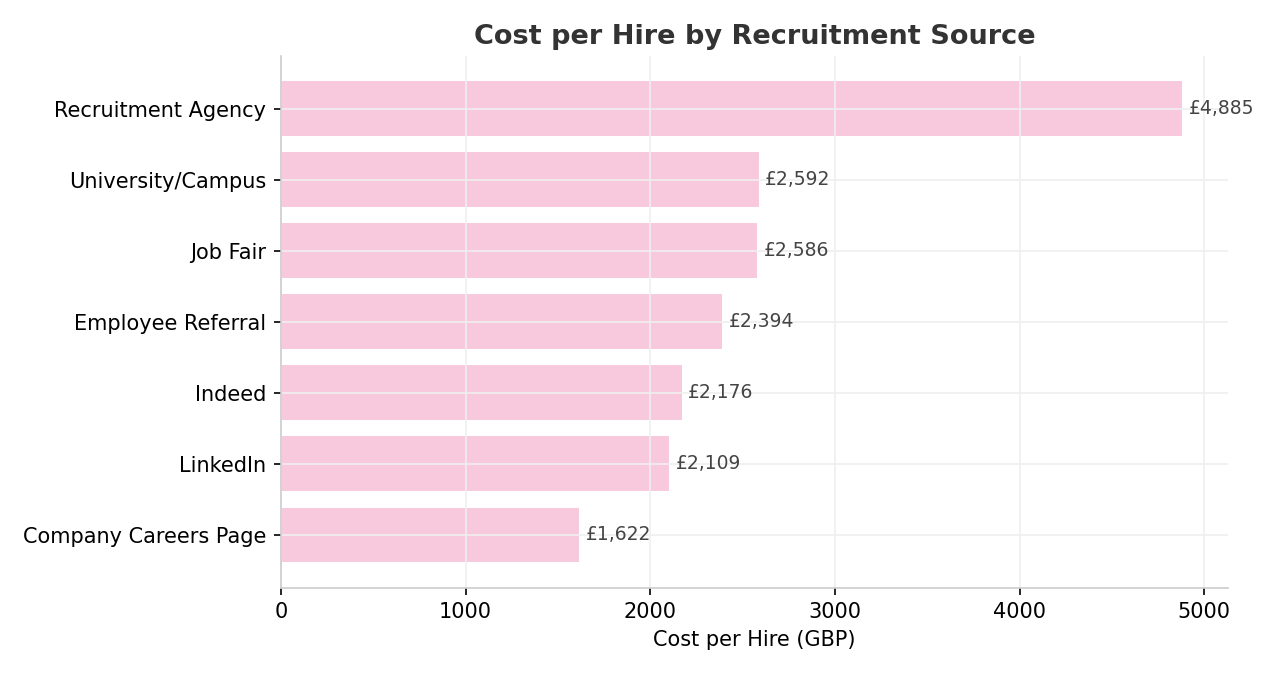 Cost per Hire by Recruitment Source
Recruitment Agency £4,885
University/Campus £2,592
Job Fair £2,586
Employee Referral £2,394
Indeed £2,176
LinkedIn £2,109
Company Careers Page £1,622
0 1000 2000 3000 4000 5000
Cost per Hire (GBP)